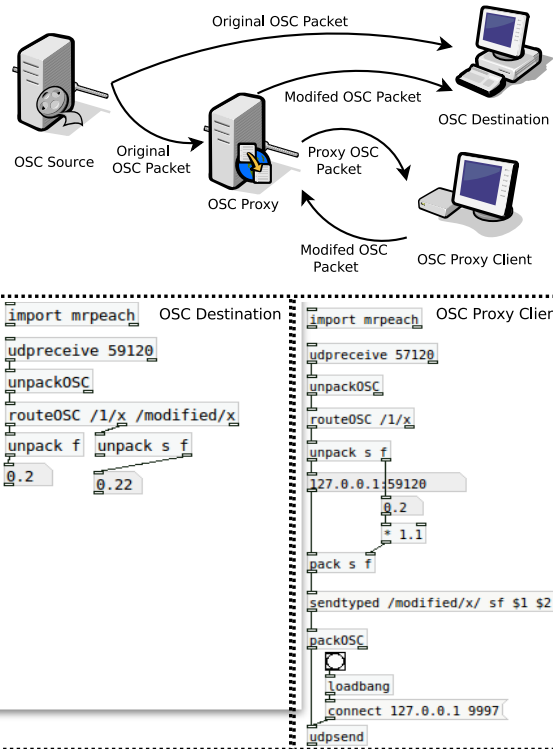 Original OSC Packet
Modifed OSC Packet
OSC Destination
OSC Source
Original
OSC Packet
Proxy OSC
Packet
OSC Proxy
Modifed OSC
Packet
OSC Proxy Client
OSC Destination
import mrpeach
udpreceive 59120
unpackOSC
routeOSC /1/x /modified/x
unpack f
unpack s f
0.2
0.22
OSC Proxy Clien
import mrpeach
udpreceive 57120
unpackOSC
routeOSC /1/x
unpack s f
127.0.0.1:59120
0.2
* 1.1
pack s f
sendtyped /modified/x/ sf $1 $2
packOSC
loadbang
connect 127.0.0.1 9997
udpsend